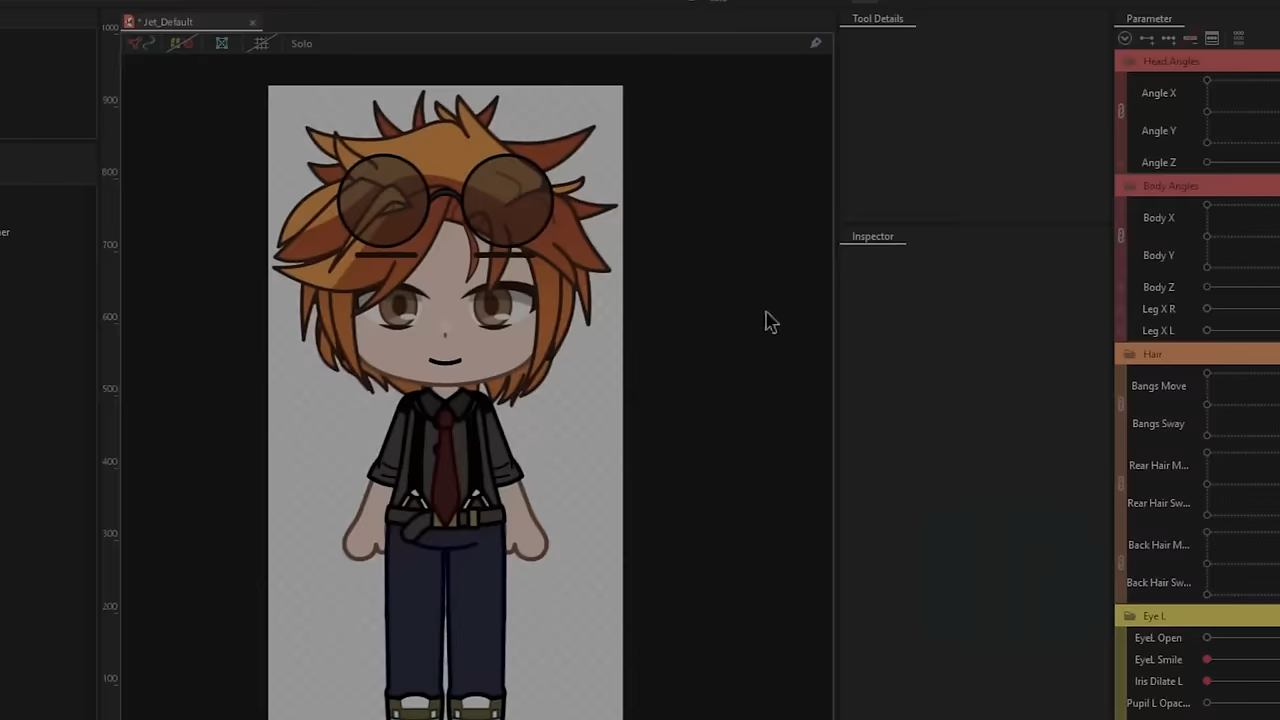 * Jet_Default
Solo
1000
900
800
700
600
500
400
300
200
100
er
Tool Details
Inspector
Parameter
Head Angles
Angle X
Angle Y
Angle Z
Body Angles
Body X
Body Y
Body Z
Leg X R
Leg X L
Hair
Bangs Move
Bangs Sway
Rear Hair M...
Rear Hair Sw...
Back Hair M...
Back Hair Sw...
Eye L
EyeL Open
EyeL Smile
Iris Dilate L
Pupil L Opac...